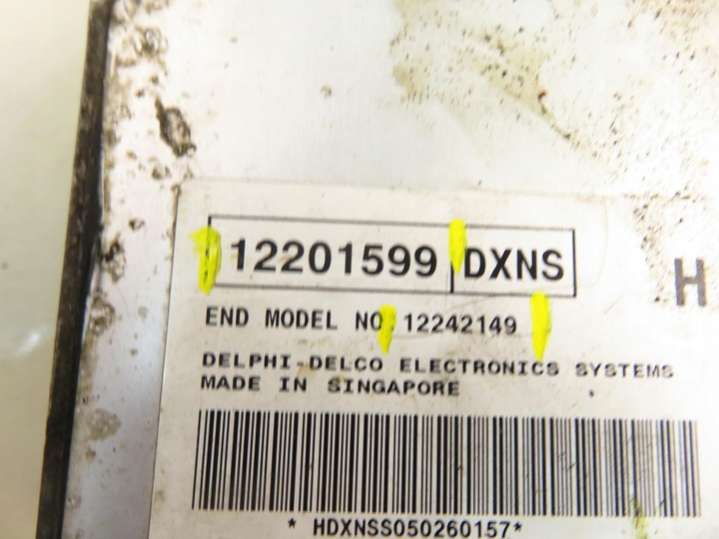 12201599 DXNS
H
END MODEL NO. 12242149
DELPHI-DELCO ELECTRONICS SYSTEMS
MADE IN SINGAPORE
* HDXNSS050260157*